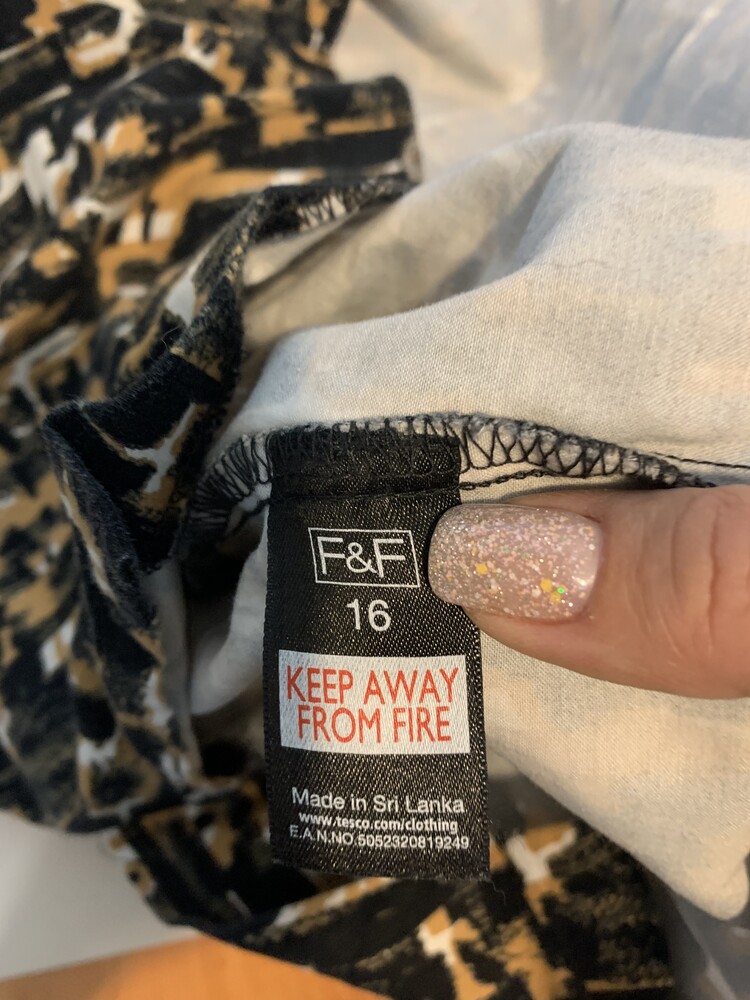 F&F
16
KEEP AWAY
FROM FIRE
Made in Sri Lanka
www.tesco.com/clothing
E.A.N.NO.5052320819249